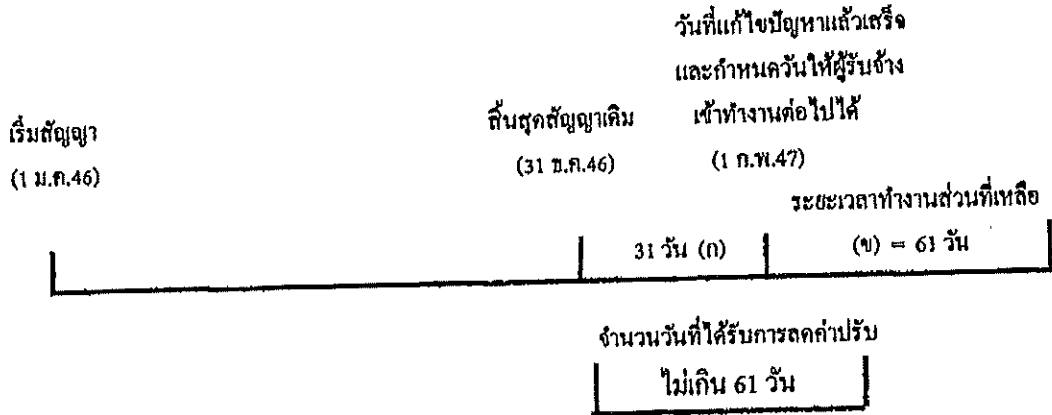 วันที่แก้ไขปัญหาแล้วเสร็จ
และกำหนดวันให้ผู้รับจ้าง
เริ่มสัญญา
สิ้นสุดสัญญาเดิม
เข้าทำงานต่อไปได้
(1 ม.ค.46)
(31 ธ.ค.46)
(1 ก.พ.47)
ระยะเวลาทำงานส่วนที่เหลือ
31 วัน (ก)
(ข) = 61 วัน
จำนวนวันที่ได้รับการลดค่าปรับ
ไม่เกิน 61 วัน